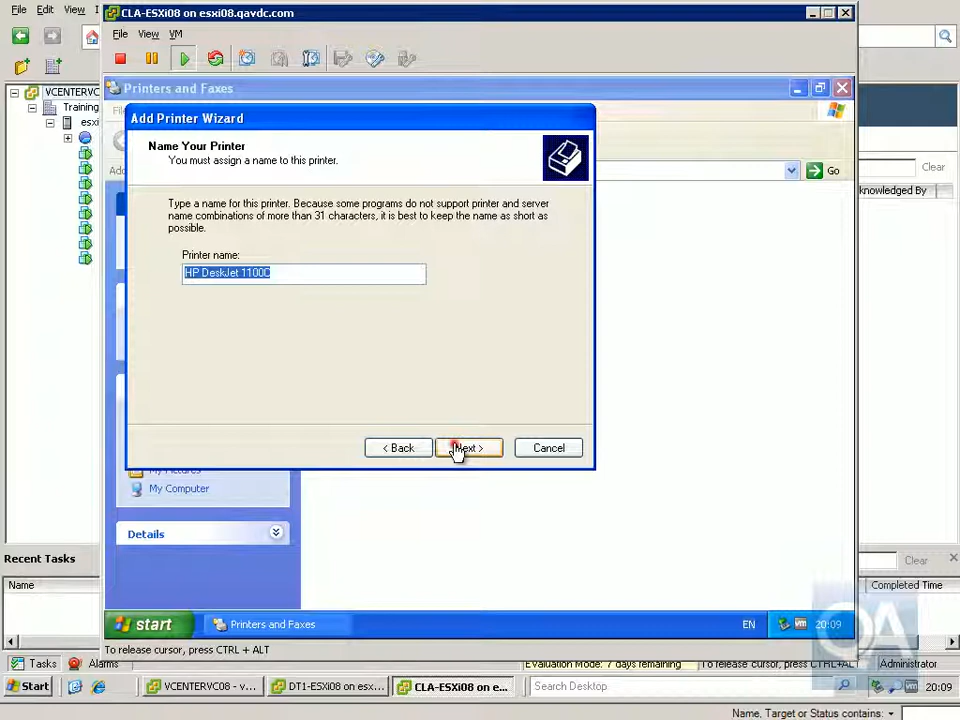 File Edit View I
CLA-ESXi08 on esxi08.qavdc.com
File View VM
VCENTERVC
Training
esxi
Printers and Faxes
Add Printer Wizard
Name Your Printer
You must assign a name to this printer.
Type a name for this printer. Because some programs do not support printer and server
name combinations of more than 31 characters, it is best to keep the name as short as
possible.
Printer name:
HP DeskJet 1100C
< Back
Next >
Cancel
Go
Clear
knowledged By
My Pictures
My Computer
Details
Recent Tasks
Name
Clear
Completed Time
start
Printers and Faxes
EN
20:09
To release cursor, press CTRL + ALT
QA
Tasks
Alarms
Evaluation Mode: 7 days remaining
To release cursor, press CTRL+ALT
Administrator
Start
VCENTERVC08 - v...
DT1-ESXi08 on esx...
CLA-ESXi08 on e...
Search Desktop
20:09
Name, Target or Status contains: